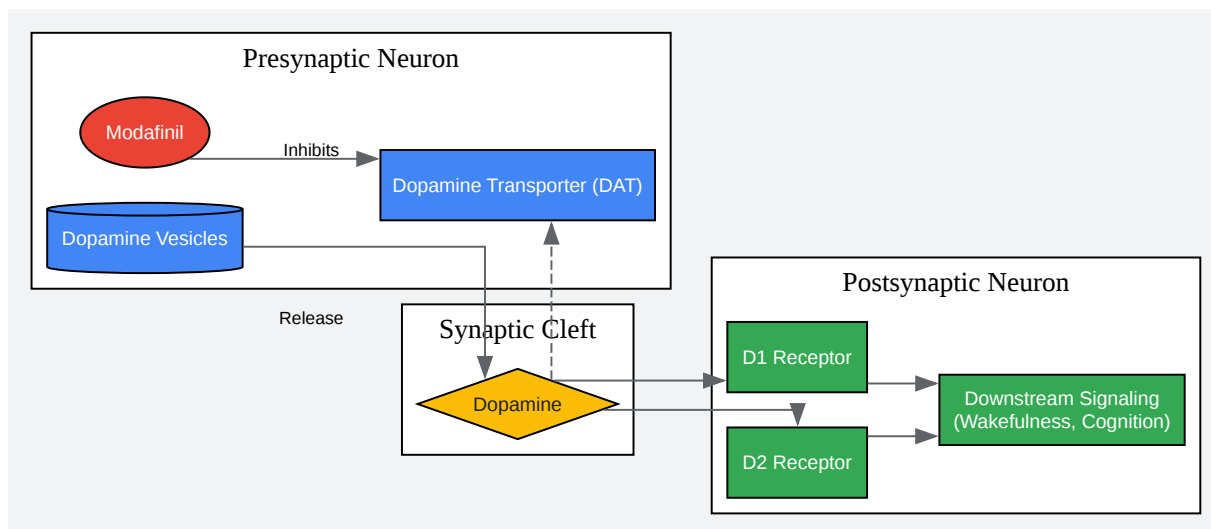 Presynaptic Neuron
Modafinil
Inhibits
Dopamine Transporter (DAT)
Dopamine Vesicles
Release
Synaptic Cleft
Dopamine
Postsynaptic Neuron
D1 Receptor
D2 Receptor
Downstream Signaling
(Wakefulness, Cognition)